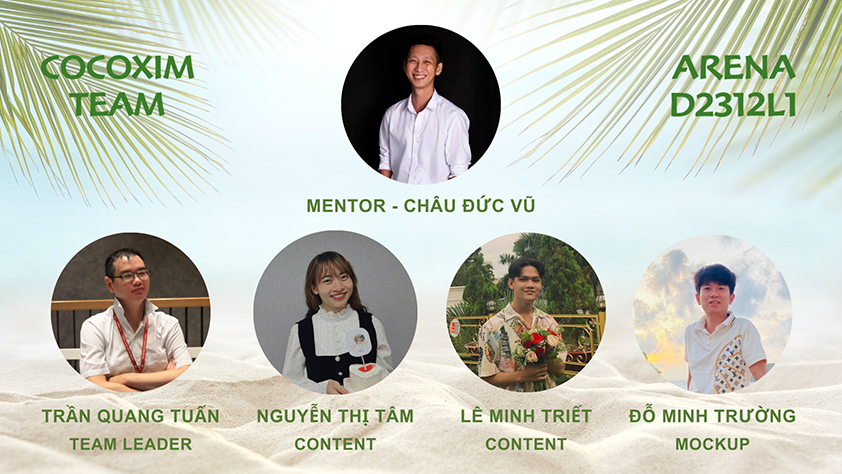 COCOXIM
TEAM
ARENA
D2312L1
MENTOR - CHÂU ĐỨC VŨ
TRẦN QUANG TUẤN
TEAM LEADER
NGUYỄN THỊ TÂM
CONTENT
LÊ MINH TRIẾT
CONTENT
ĐỖ MINH TRƯỜNG
MOCKUP